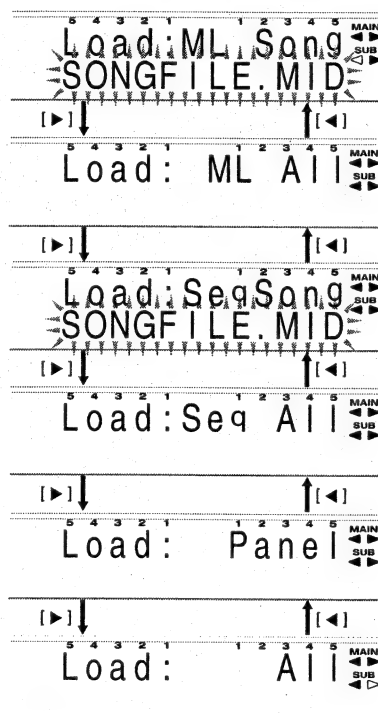 5 4 3 2 1 1 2 3 4 5 MAIN
Load:ML Song ◀ ▶
SUB
SONGFILE.MID ◁ ▶
[▶] ↓ ↑ [◀]
5 4 3 2 1 1 2 3 4 5 MAIN
Load: ML All ◀ ▶
SUB
◀ ▶
[▶] ↓ ↑ [◀]
5 4 3 2 1 1 2 3 4 5 MAIN
Load:SeqSong ◀ ▶
SUB
SONGFILE.MID ◀ ▶
[▶] ↓ ↑ [◀]
5 4 3 2 1 1 2 3 4 5 MAIN
Load:Seq All ◀ ▶
SUB
◀ ▶
[▶] ↓ ↑ [◀]
5 4 3 2 1 1 2 3 4 5 MAIN
Load: Panel ◀ ▶
SUB
◀ ▶
[▶] ↓ ↑ [◀]
5 4 3 2 1 1 2 3 4 5 MAIN
Load: All ◀ ▶
SUB
◀ ▷